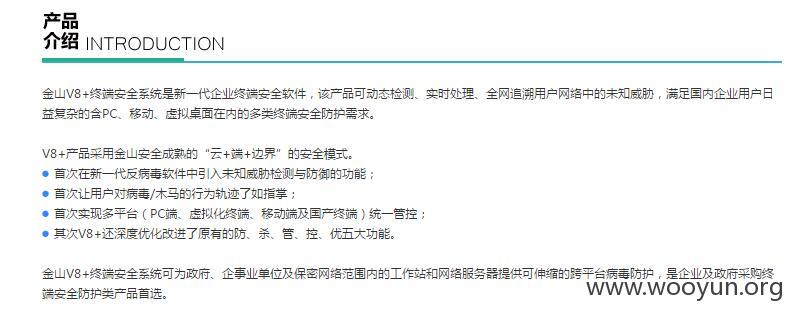 产品
介绍 INTRODUCTION
金山V8+终端安全系统是新一代企业终端安全软件，该产品可动态检测、实时处理、全网追溯用户网络中的未知威胁，满足国内企业用户日
益复杂的含PC、移动、虚拟桌面在内的多类终端安全防护需求。
V8+产品采用金山安全成熟的“云+端+边界”的安全模式。
首次在新一代反病毒软件中引入未知威胁检测与防御的功能；
首次让用户对病毒/木马的行为轨迹了如指掌；
首次实现多平台（PC端、虚拟化终端、移动端及国产终端）统一管控；
其次V8+还深度优化改进了原有的防、杀、管、控、优五大功能。
金山V8+终端安全系统可为政府、企事业单位及保密网络范围内的工作站和网络服务器提供可伸缩的跨平台病毒防护，是企业及政府采购终
端安全防护类产品首选。
www.wooyun.org